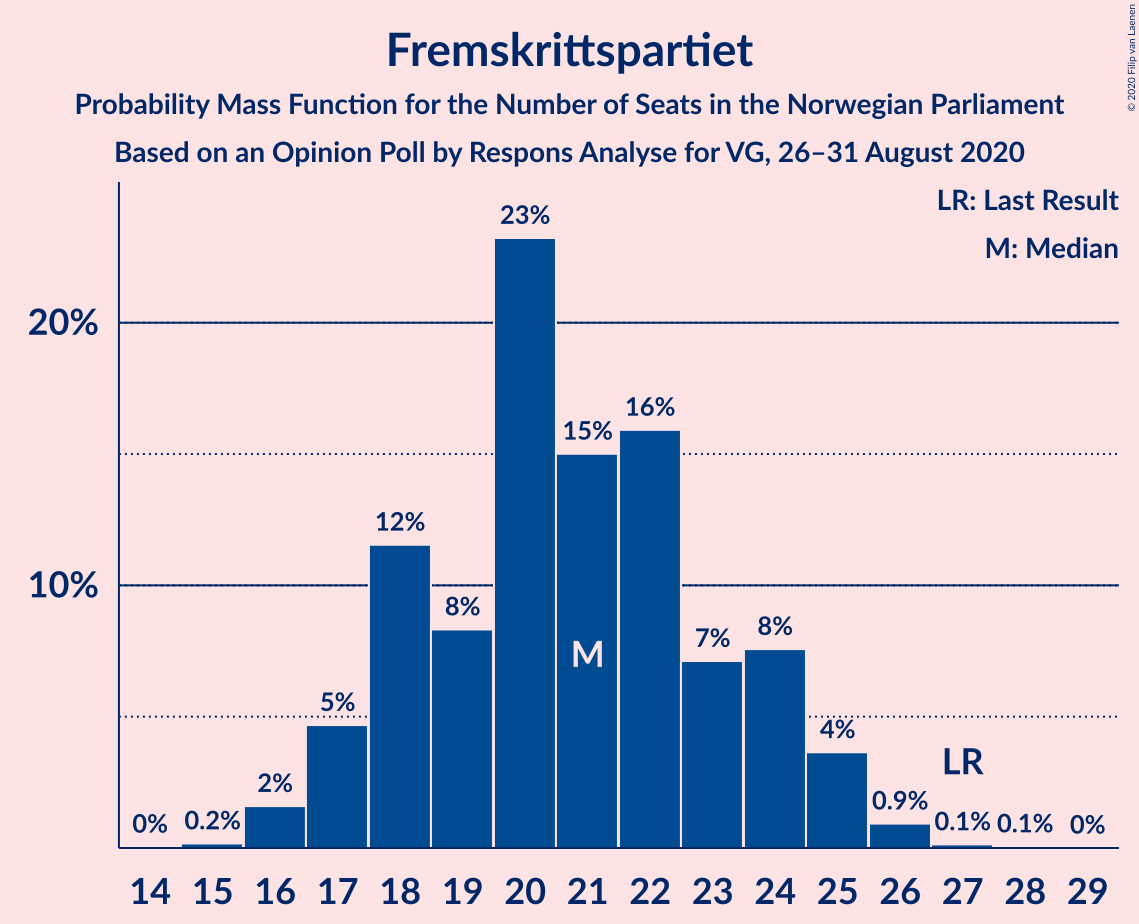 © 2020 Filip van Laenen
Fremskrittspartiet
Probability Mass Function for the Number of Seats in the Norwegian Parliament
Based on an Opinion Poll by Respons Analyse for VG, 26–31 August 2020
LR: Last Result
M: Median
23%
20%
16%
15%
12%
10%
8%
8%
7%
M
5%
4%
LR
2%
0.9%
0% 0.2% 0.1% 0.1% 0%
14 15 16 17 18 19 20 21 22 23 24 25 26 27 28 29